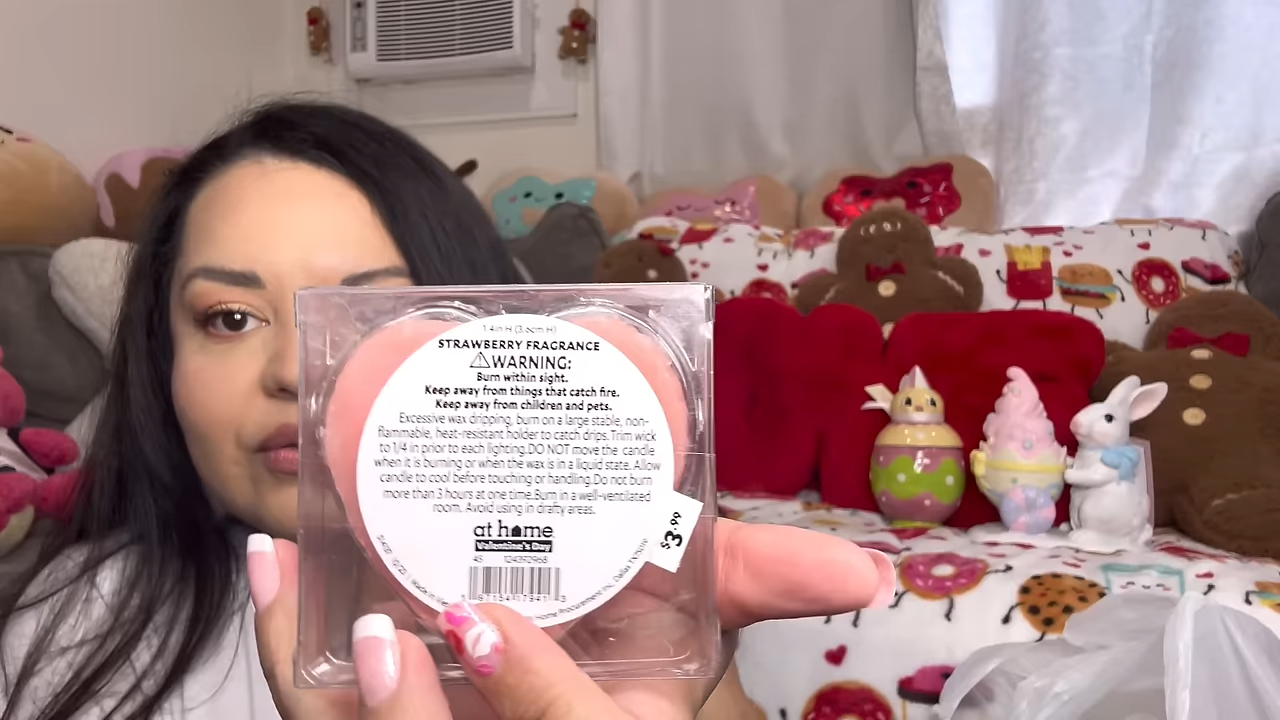 1.4in H (3.6cm H)
STRAWBERRY FRAGRANCE
⚠WARNING:
Burn within sight.
Keep away from things that catch fire.
Keep away from children and pets.
Excessive wax dripping, burn on a large stable, non-
flammable, heat-resistant holder to catch drips. Trim wick
to 1/4 in prior to each lighting.DO NOT move the candle
when it is burning or when the wax is in a liquid state. Allow
candle to cool before touching or handling.Do not burn
more than 3 hours at one time.Burn in a well-ventilated
room. Avoid using in drafty areas.
at home
Valentine's Day
45 124392968
$3.99